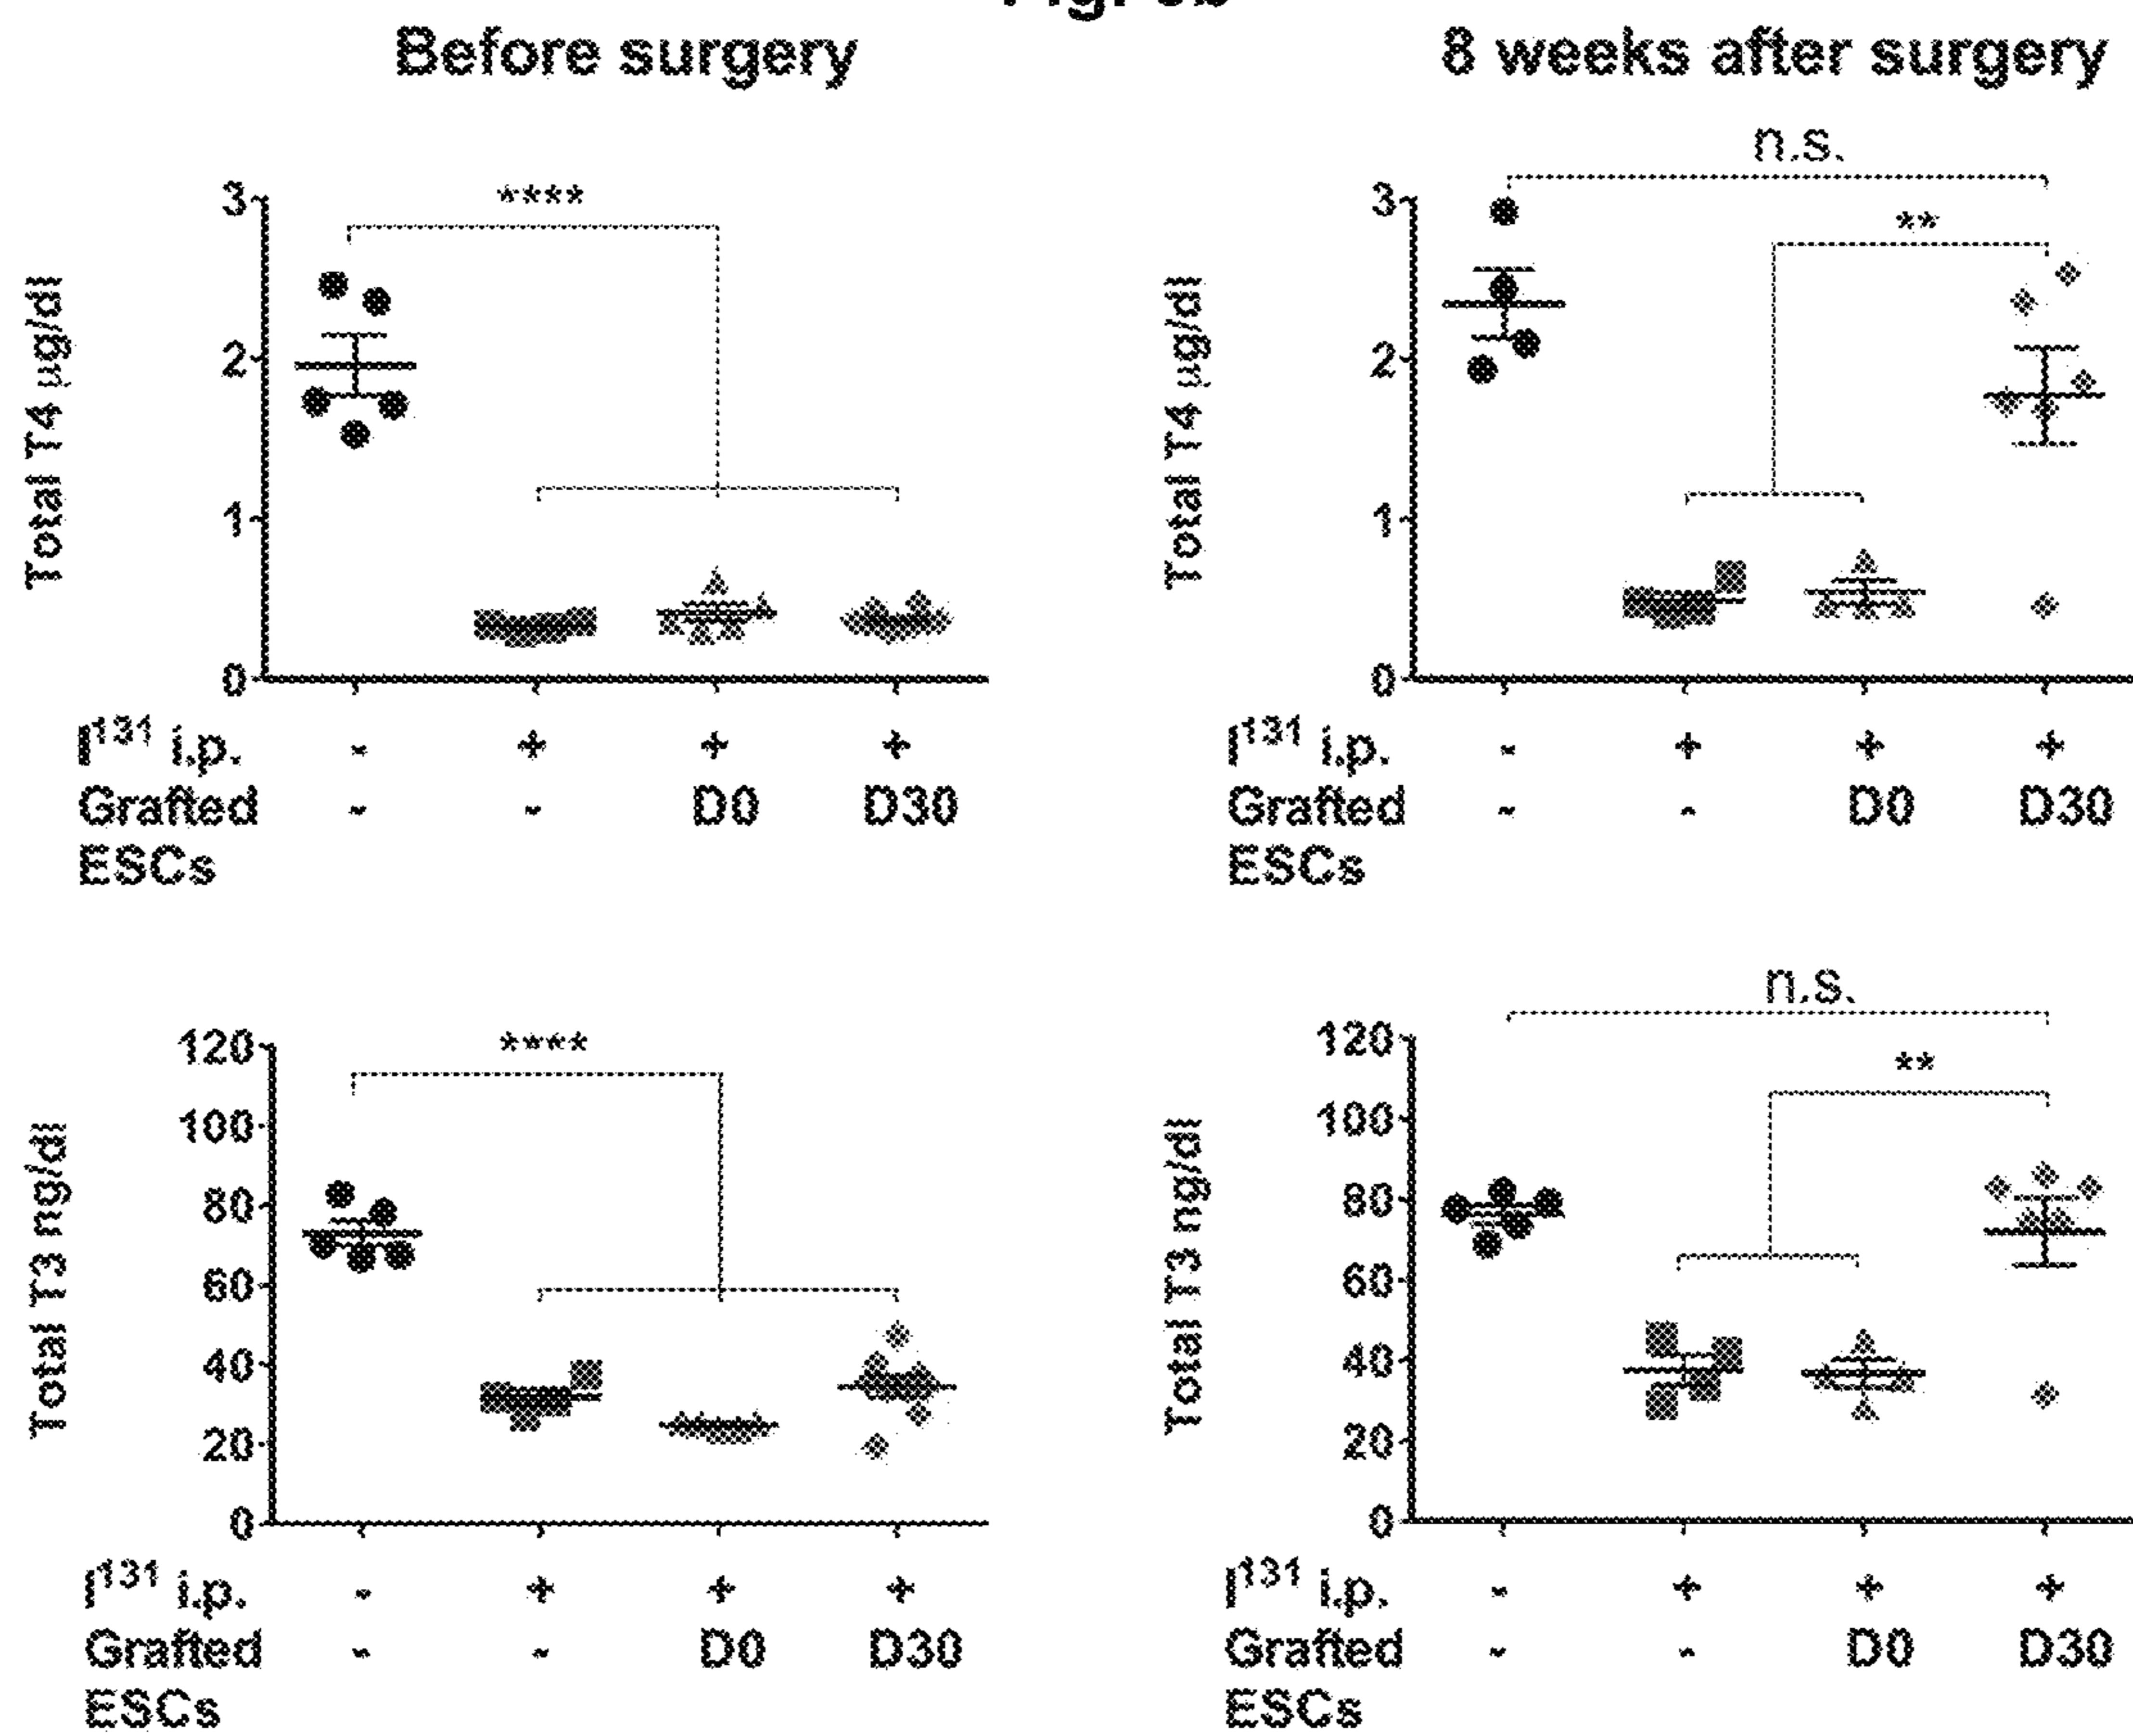 Before surgery
8 weeks after surgery
Total T4 µg/dl
3
2
1
0
****
I131 i.p. - + + +
Grafted - - D0 D30
ESCs
Total T4 µg/dl
3
2
1
0
n.s.
**
I131 i.p. - + + +
Grafted - - D0 D30
ESCs
Total T3 ng/dl
120
100
80
60
40
20
0
****
I131 i.p. - + + +
Grafted - - D0 D30
ESCs
Total T3 ng/dl
120
100
80
60
40
20
0
n.s.
**
I131 i.p. - + + +
Grafted - - D0 D30
ESCs